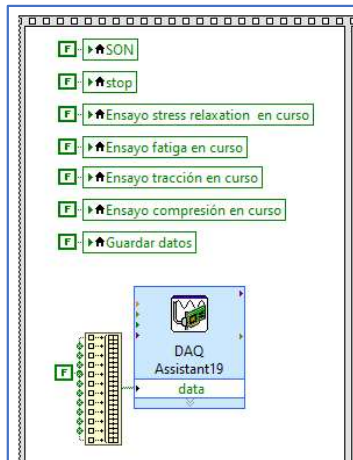 F SON
F stop
F Ensayo stress relaxation en curso
F Ensayo fatiga en curso
F Ensayo tracción en curso
F Ensayo compresión en curso
F Guardar datos
DAQ
Assistant19
F data